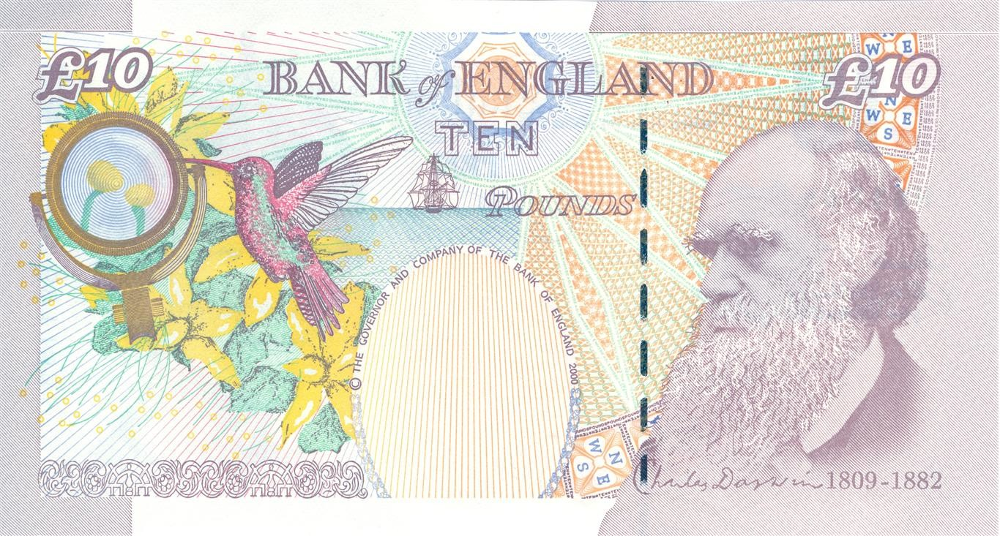 £10
BANK of ENGLAND
£10
TEN
POUNDS
© THE GOVERNOR AND COMPANY OF THE BANK OF ENGLAND 2000
N
W E
N
W E
S
N
W E
S
Charles Darwin 1809-1882